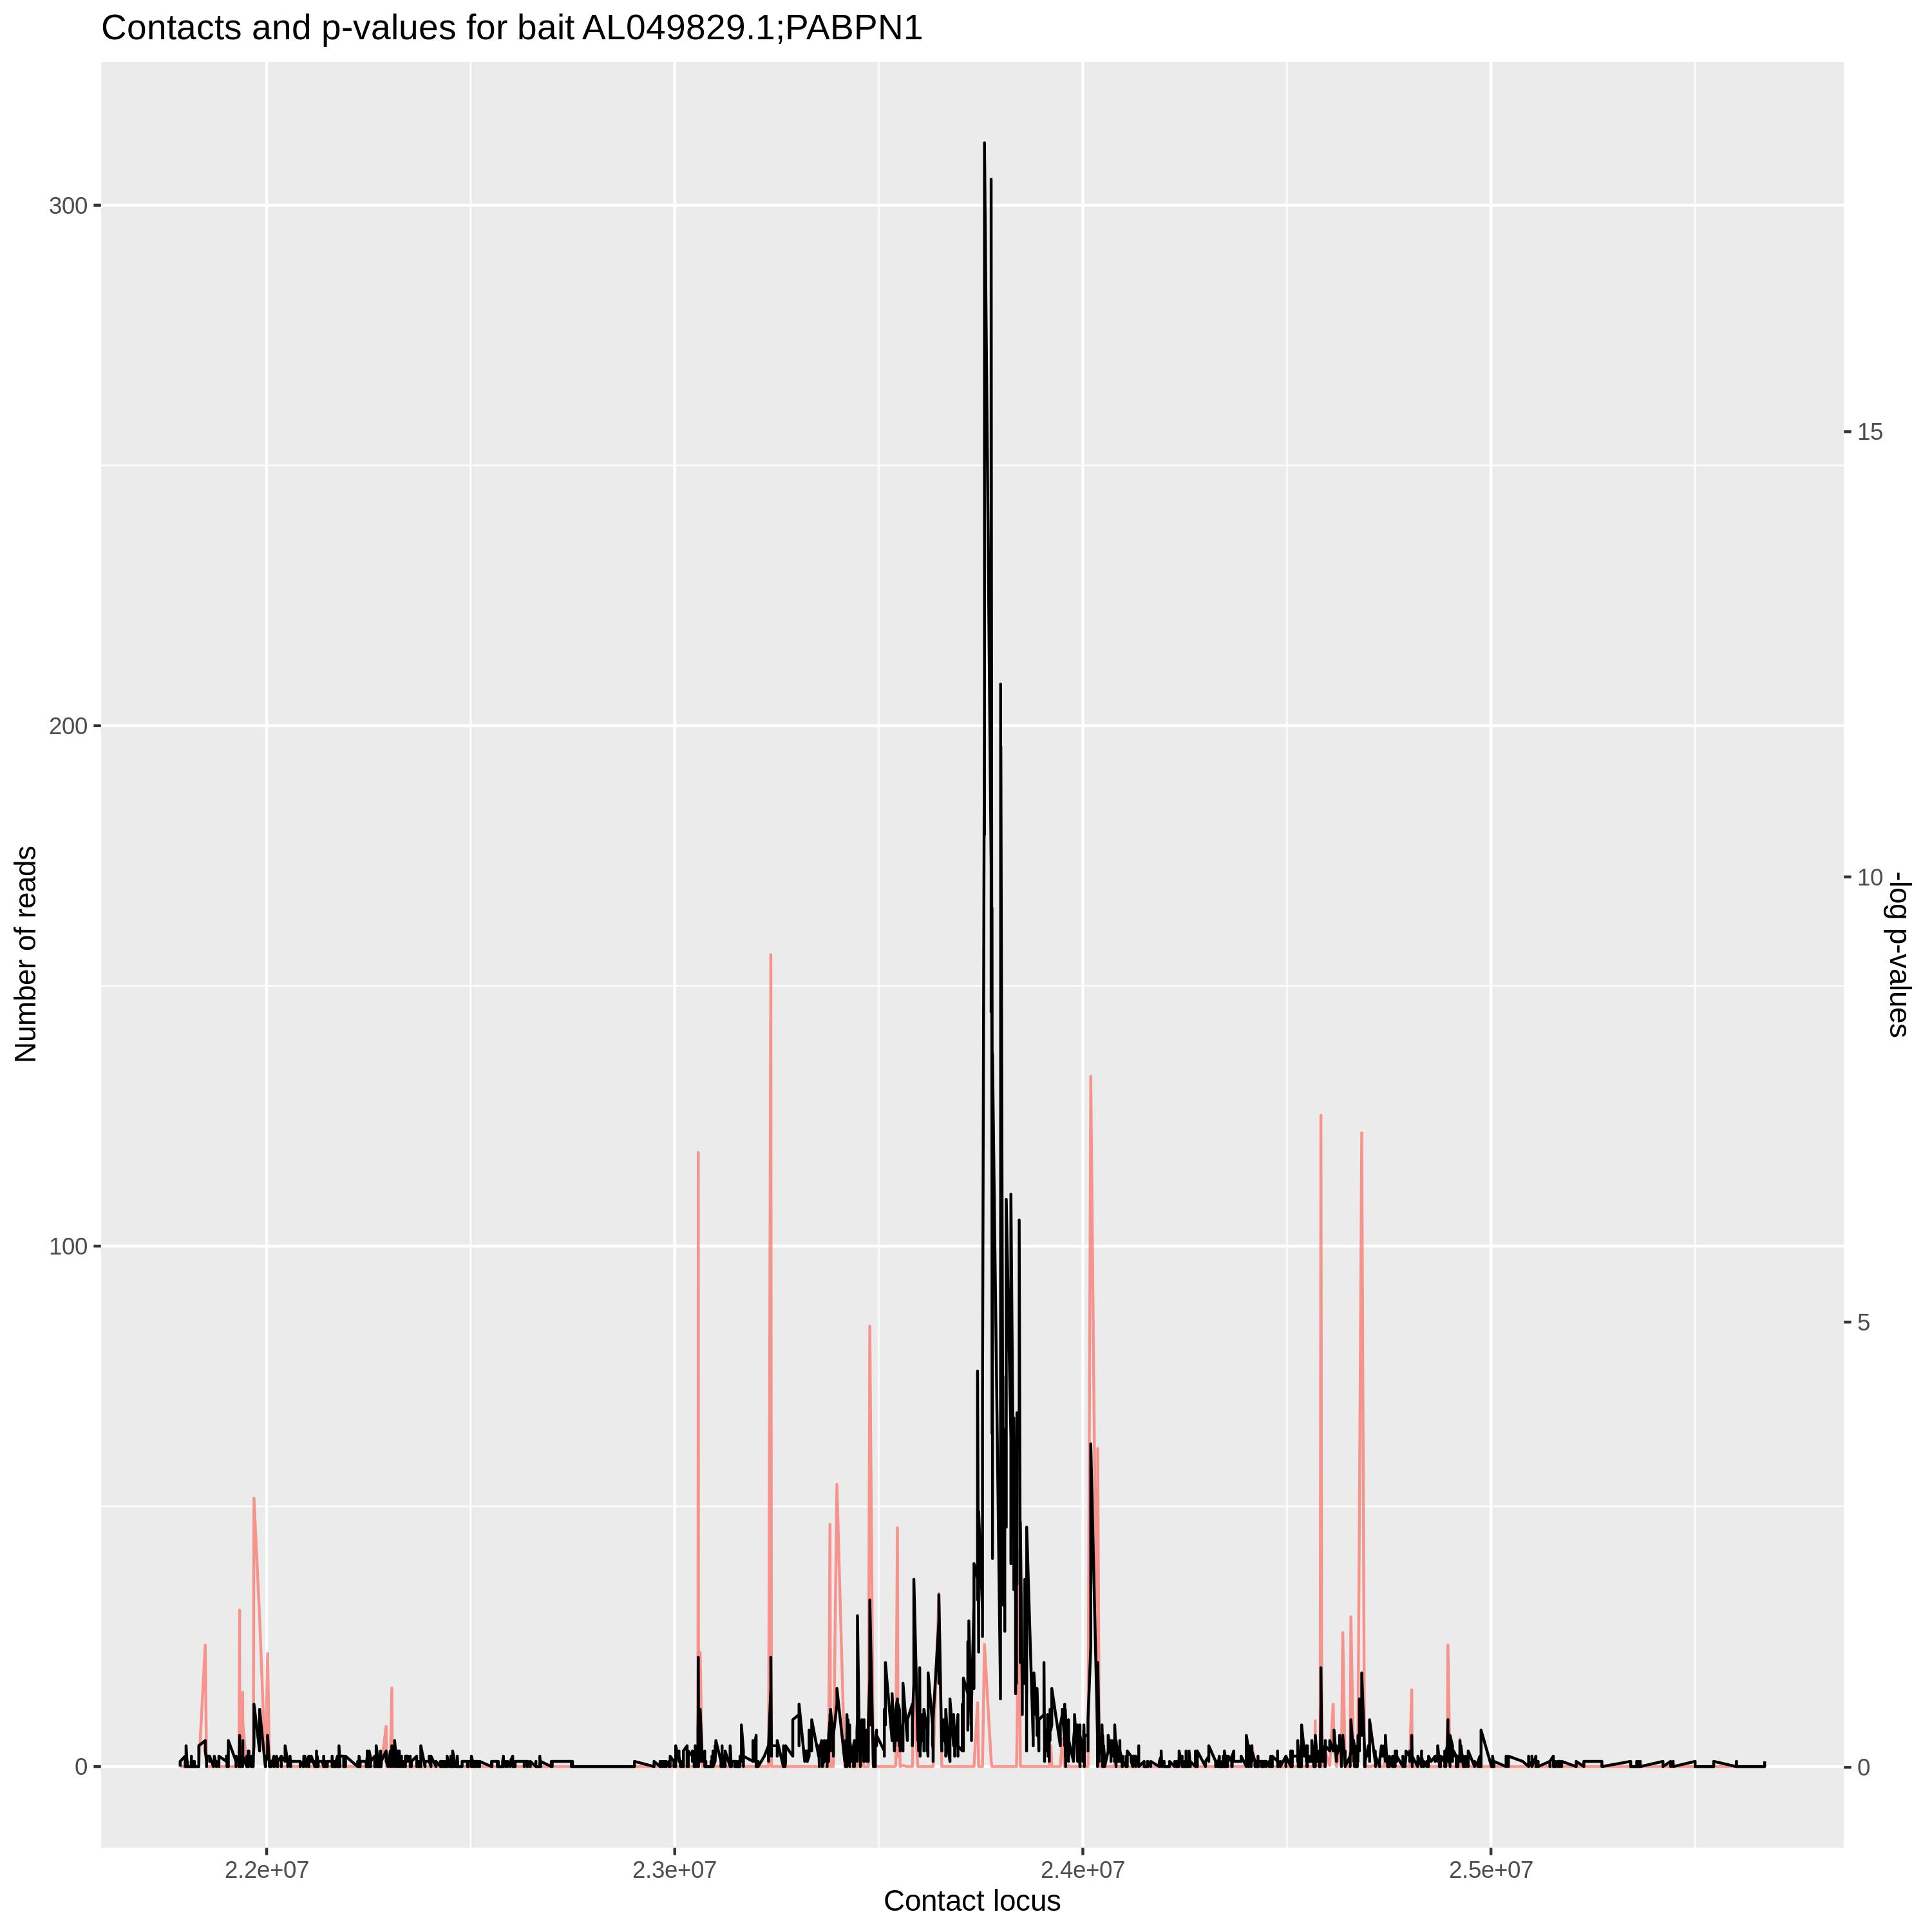 Contacts and p-values for bait AL049829.1;PABPN1
300
200
100
0
Number of reads
15
10
5
0
-log p-values
2.2e+07
2.3e+07
2.4e+07
2.5e+07
Contact locus